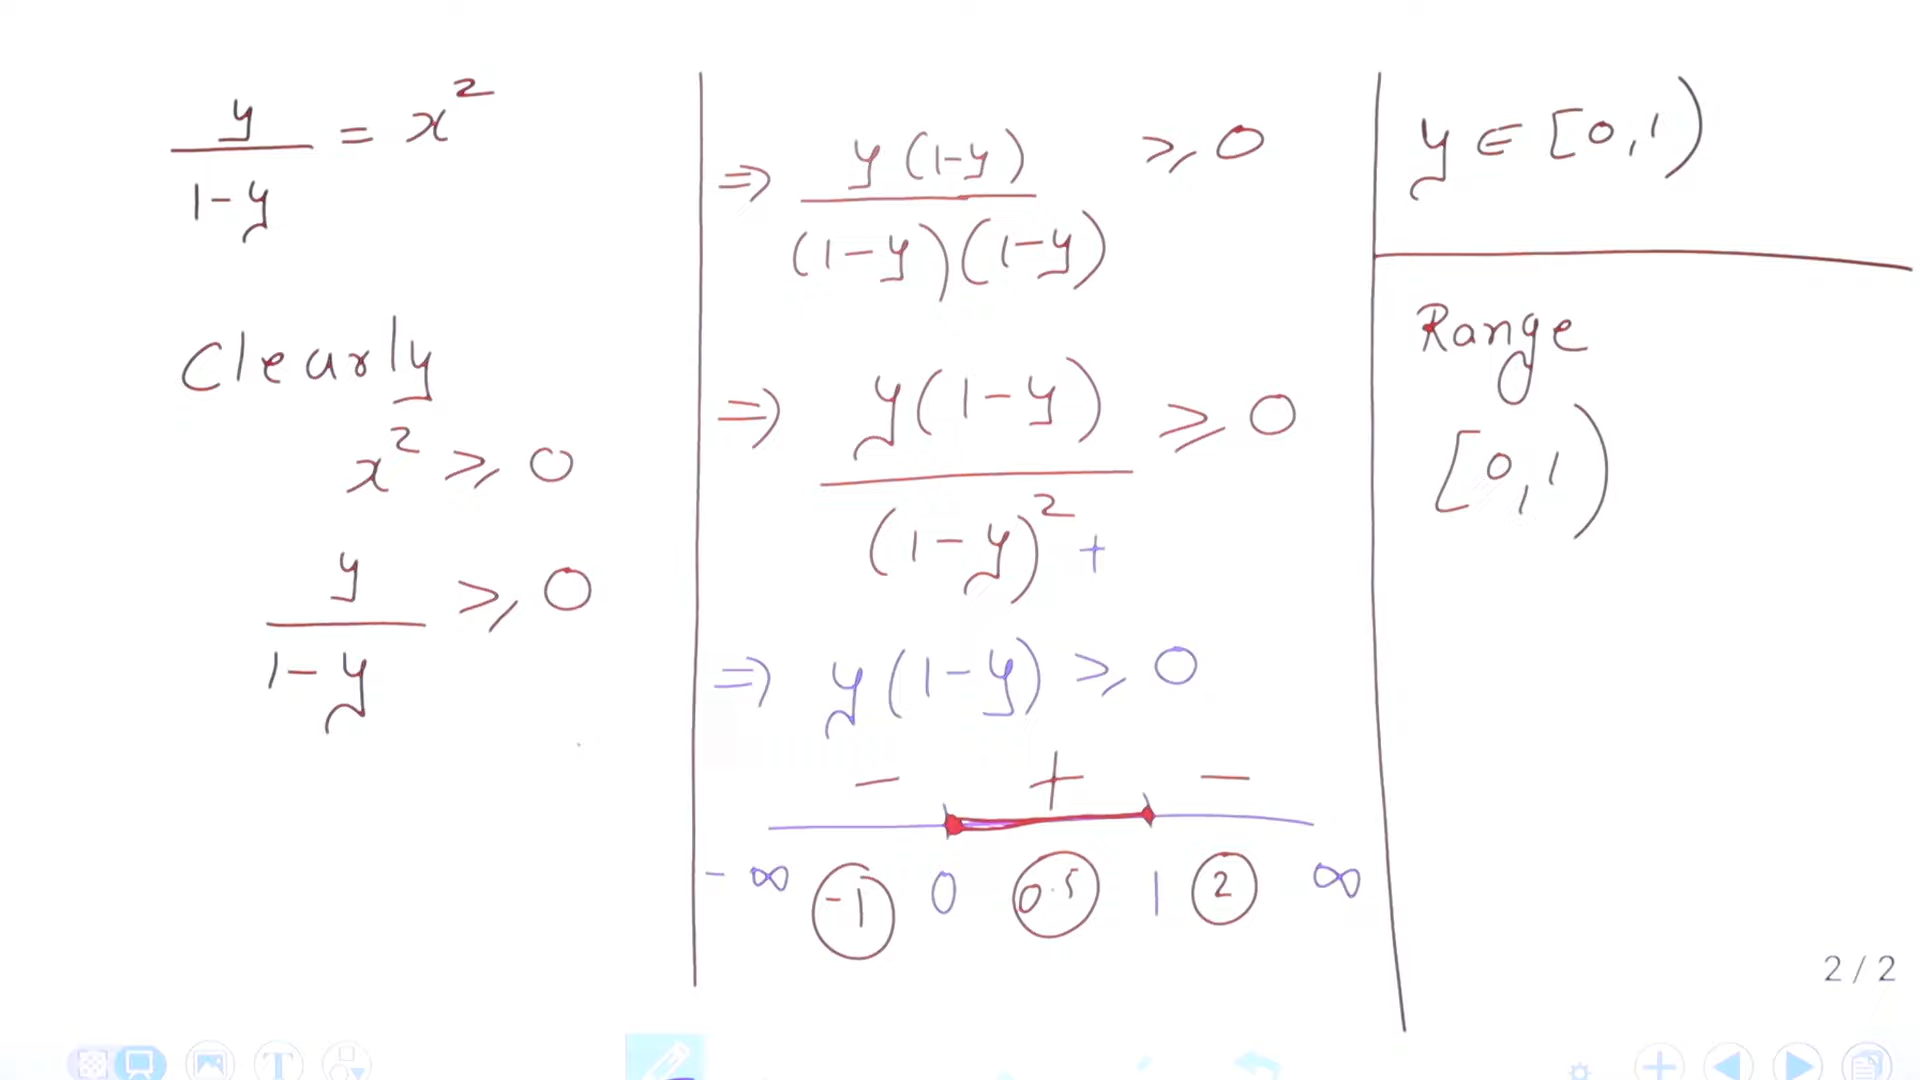 y/(1-y) = x²
Clearly
x² ≥ 0
y/(1-y) ≥ 0
⇒ y(1-y)/((1-y)(1-y)) ≥ 0
⇒ y(1-y)/(1-y)² ≥ 0
+
⇒ y(1-y) ≥ 0
- + -
-∞ -1 0 0.5 1 2 ∞
y ∈ [0,1)
Range
[0,1)
2 / 2
T